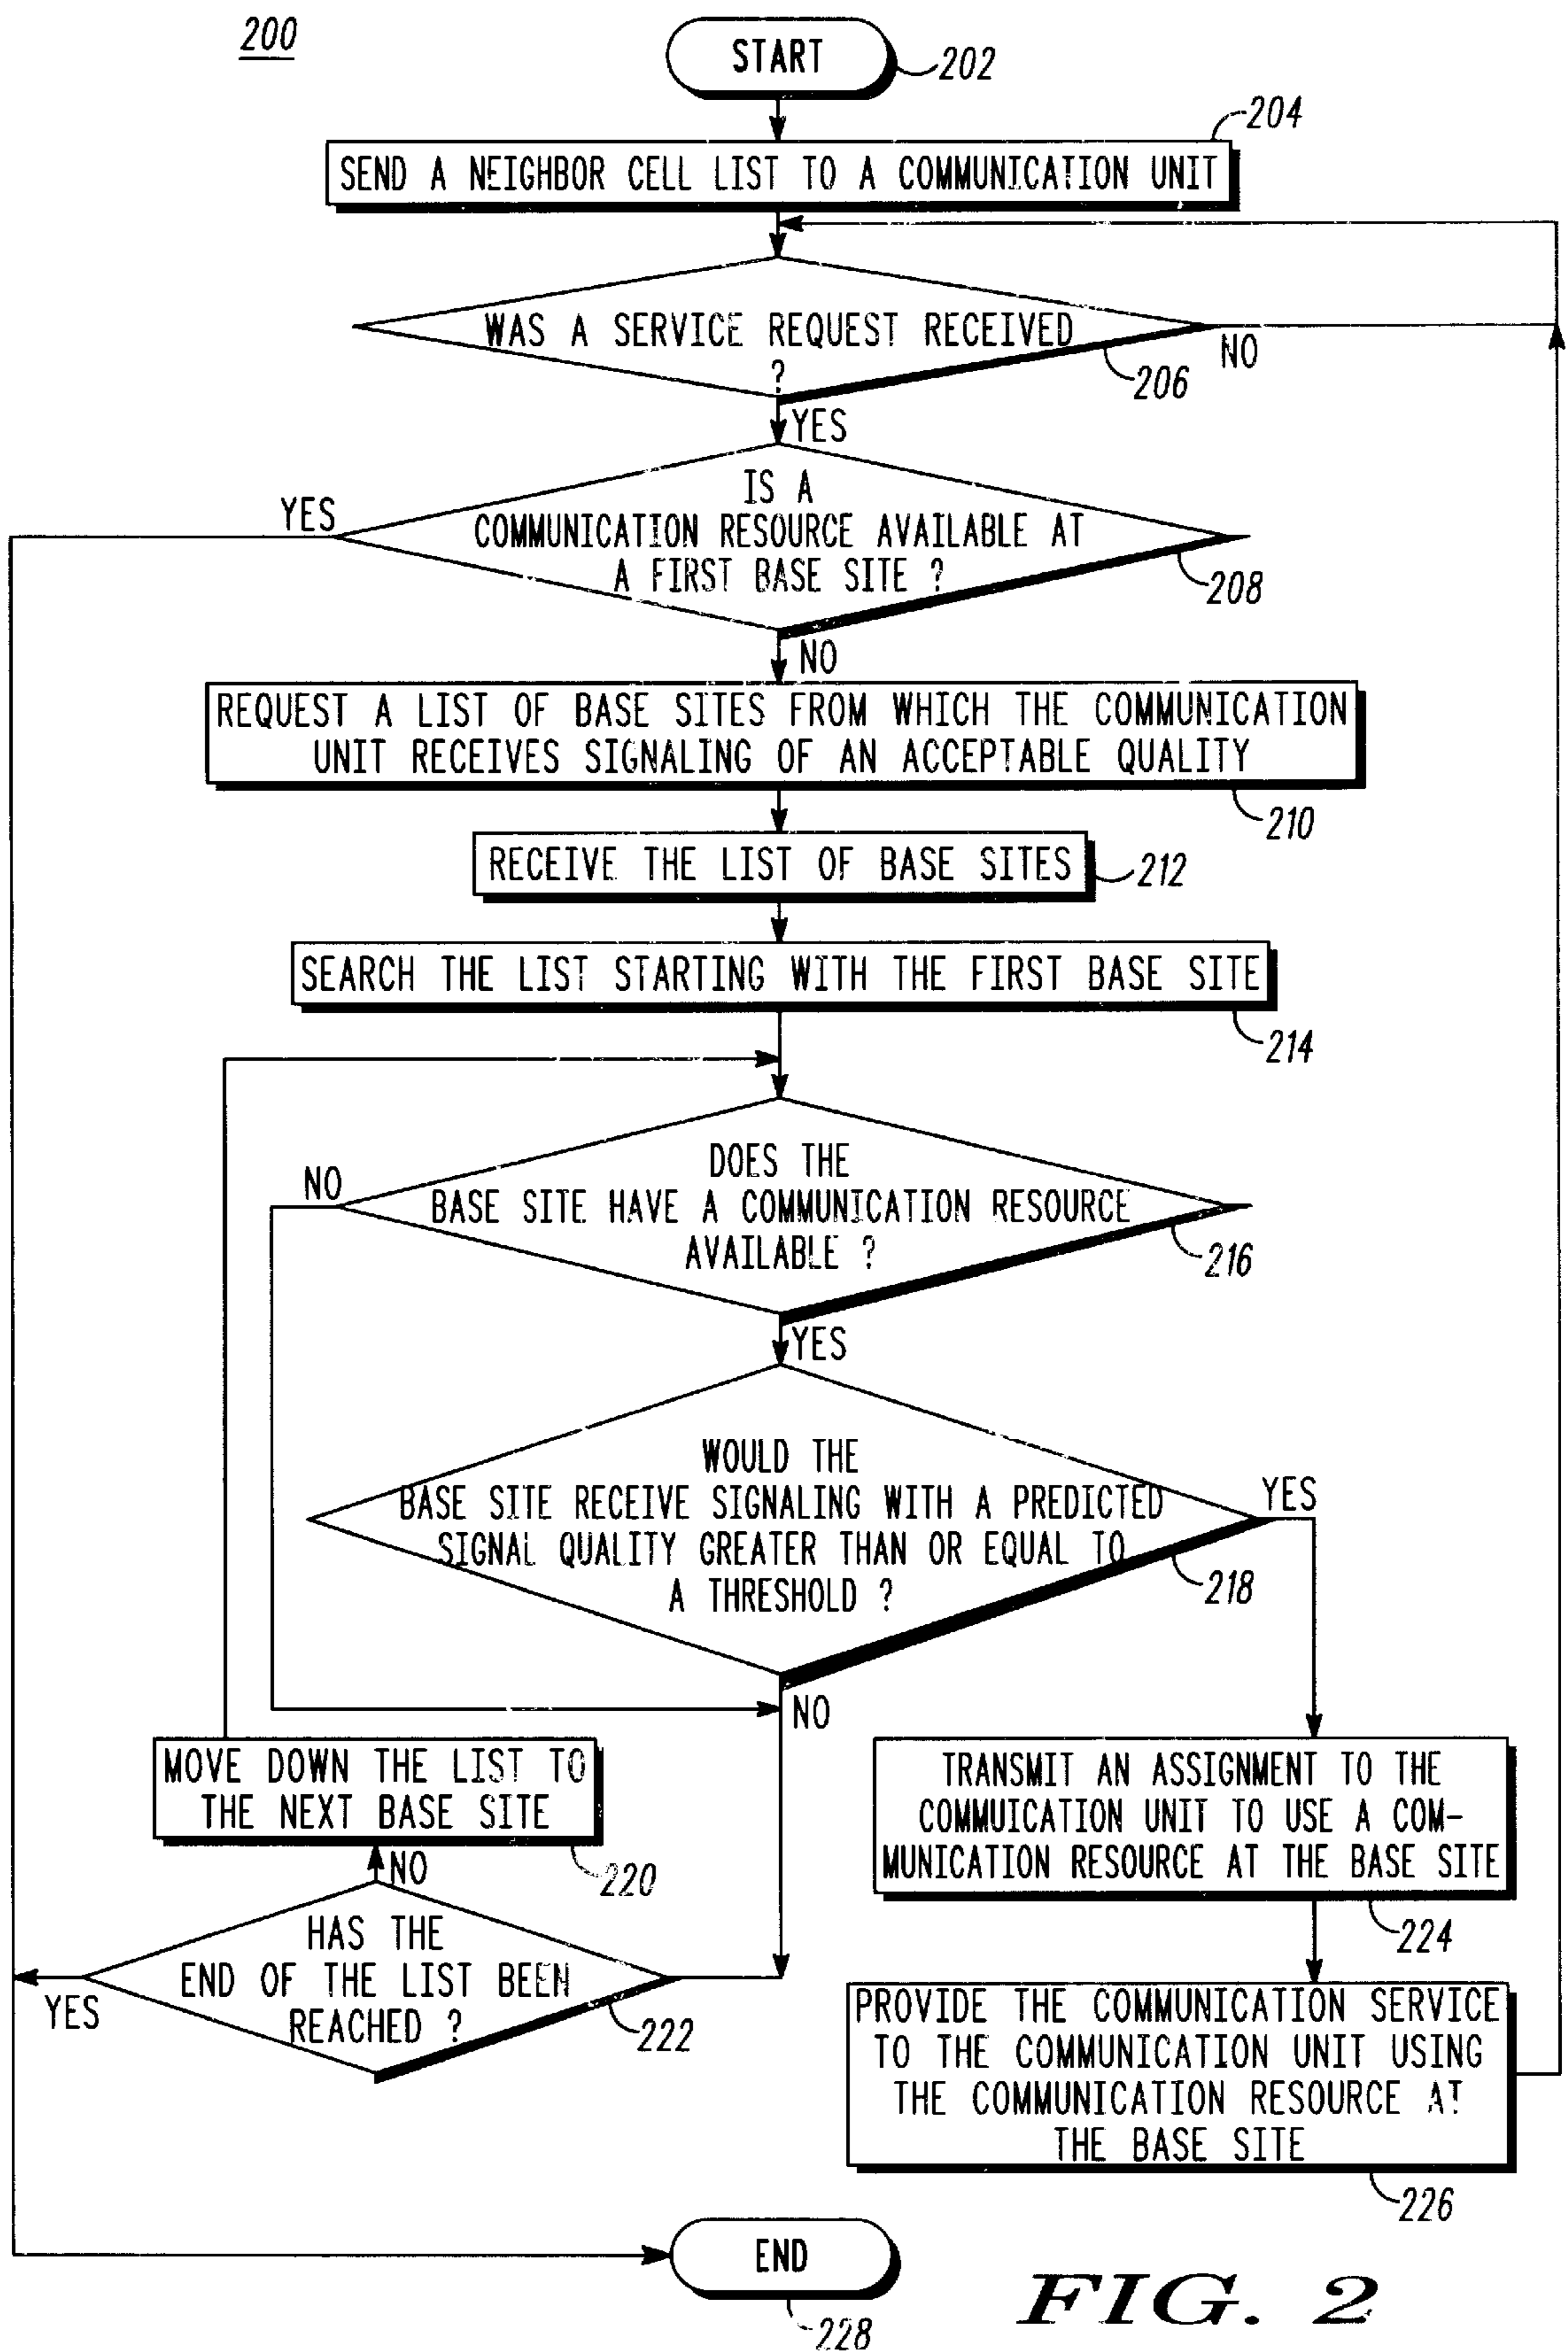 200
START
202
204
SEND A NEIGHBOR CELL LIST TO A COMMUNICATION UNIT
WAS A SERVICE REQUEST RECEIVED
?
NO
206
YES
IS A
COMMUNICATION RESOURCE AVAILABLE AT
A FIRST BASE SITE ?
YES
208
NO
REQUEST A LIST OF BASE SITES FROM WHICH THE COMMUNICATION
UNIT RECEIVES SIGNALING OF AN ACCEPTABLE QUALITY
210
RECEIVE THE LIST OF BASE SITES
212
SEARCH THE LIST STARTING WITH THE FIRST BASE SITE
214
DOES THE
BASE SITE HAVE A COMMUNICATION RESOURCE
AVAILABLE ?
NO
216
YES
WOULD THE
BASE SITE RECEIVE SIGNALING WITH A PREDICTED
SIGNAL QUALITY GREATER THAN OR EQUAL TO
A THRESHOLD ?
YES
218
NO
MOVE DOWN THE LIST TO
THE NEXT BASE SITE
220
NO
HAS THE
END OF THE LIST BEEN
REACHED ?
YES
222
TRANSMIT AN ASSIGNMENT TO THE
COMMUICATION UNIT TO USE A COM-
MUNICATION RESOURCE AT THE BASE SITE
224
PROVIDE THE COMMUNICATION SERVICE
TO THE COMMUNICATION UNIT USING
THE COMMUNICATION RESOURCE AT
THE BASE SITE
226
END
228
FIG. 2